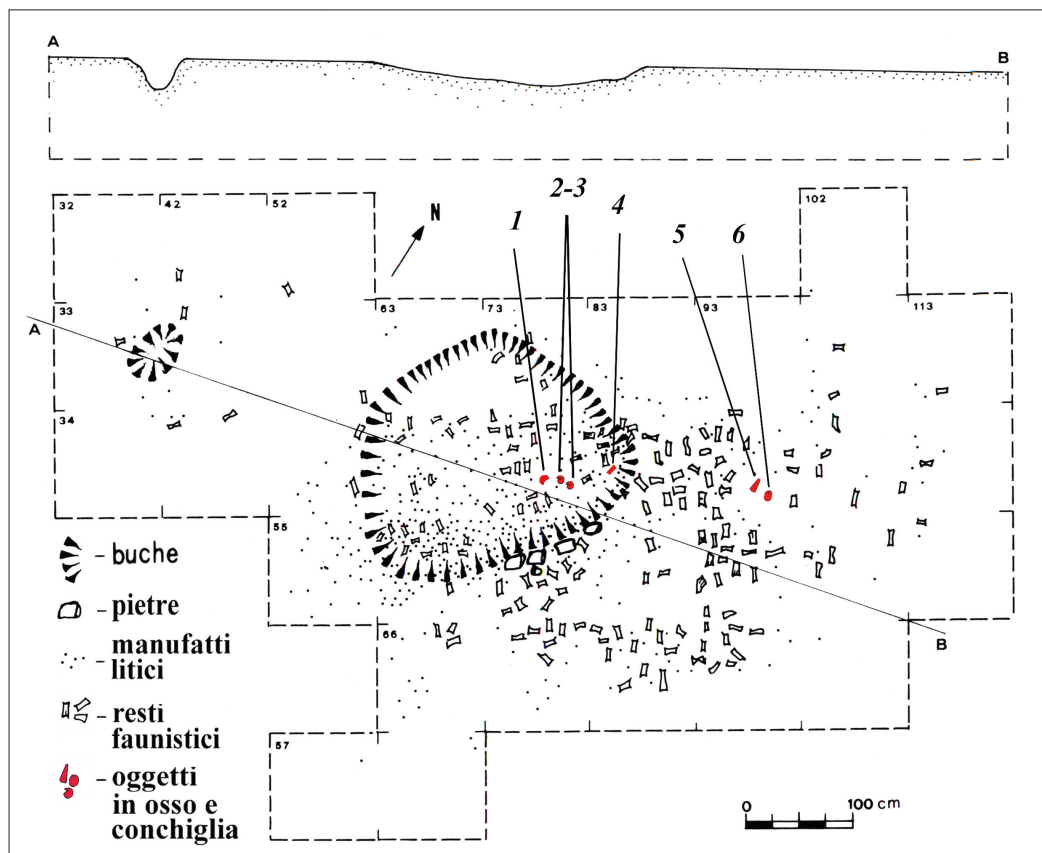 A
B
32
42
52
102
N
1
2-3
4
5
6
33
63
73
83
93
113
A
34
55
- buche
- pietre
- manufatti
litici
- resti
faunistici
- oggetti
in osso e
conchiglia
66
B
57
0
100 cm